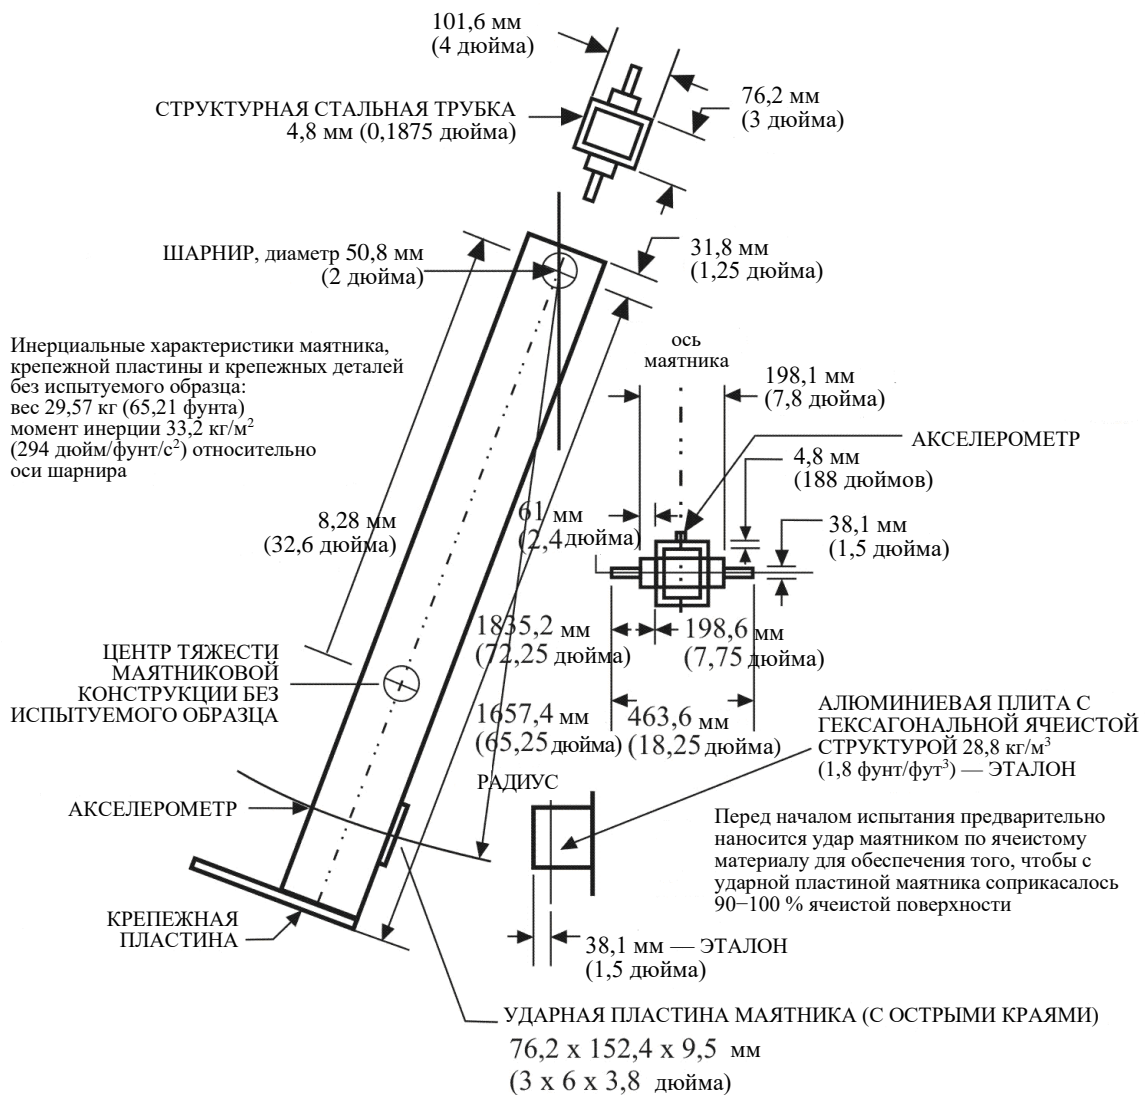 101,6 мм
(4 дюйма)
76,2 мм
(3 дюйма)
СТРУКТУРНАЯ СТАЛЬНАЯ ТРУБКА
4,8 мм (0,1875 дюйма)
ШАРНИР, диаметр 50,8 мм
(2 дюйма)
31,8 мм
(1,25 дюйма)
Инерциальные характеристики маятника,
крепежной пластины и крепежных деталей
без испытуемого образца:
вес 29,57 кг (65,21 фунта)
момент инерции 33,2 кг/м²
(294 дюйм/фунт/с²) относительно
оси шарнира
ось
маятника
198,1 мм
(7,8 дюйма)
АКСЕЛЕРОМЕТР
4,8 мм
(188 дюймов)
8,28 мм
(32,6 дюйма)
61 мм
(2,4 дюйма)
38,1 мм
(1,5 дюйма)
1835,2 мм
(72,25 дюйма)
198,6 мм
(7,75 дюйма)
ЦЕНТР ТЯЖЕСТИ
МАЯТНИКОВОЙ
КОНСТРУКЦИИ БЕЗ
ИСПЫТУЕМОГО ОБРАЗЦА
1657,4 мм
(65,25 дюйма)
463,6 мм
(18,25 дюйма)
АЛЮМИНИЕВАЯ ПЛИТА С
ГЕКСАГОНАЛЬНОЙ ЯЧЕИСТОЙ
СТРУКТУРОЙ 28,8 кг/м³
(1,8 фунт/фут³) — ЭТАЛОН
РАДИУС
АКСЕЛЕРОМЕТР
Перед началом испытания предварительно
наносится удар маятником по ячеистому
материалу для обеспечения того, чтобы с
ударной пластиной маятника соприкасалось
90−100 % ячеистой поверхности
КРЕПЕЖНАЯ
ПЛАСТИНА
38,1 мм — ЭТАЛОН
(1,5 дюйма)
УДАРНАЯ ПЛАСТИНА МАЯТНИКА (С ОСТРЫМИ КРАЯМИ)
76,2 x 152,4 x 9,5 мм
(3 x 6 x 3,8 дюйма)